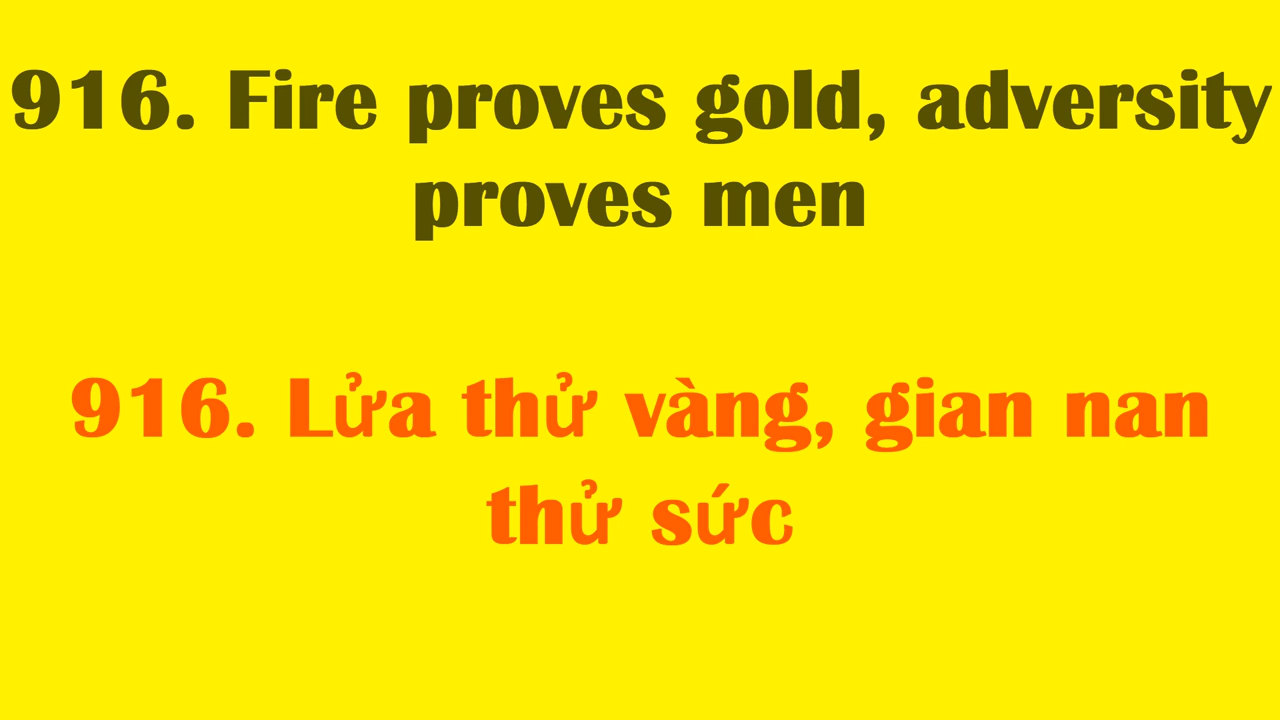 916. Fire proves gold, adversity
proves men
916. Lửa thử vàng, gian nan
thử sức